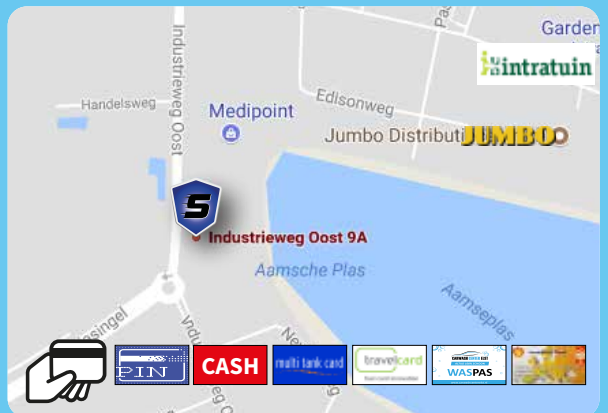 Garden
intratuin
Industrieweg Oost
Handelsweg
Edisonweg
Medipoint
Jumbo Distributi
JUMBO
S
Industrieweg Oost 9A
Aamsche Plas
Aamseplas
singel
PIN
CASH
multi tank card
travelcard
WASPAS